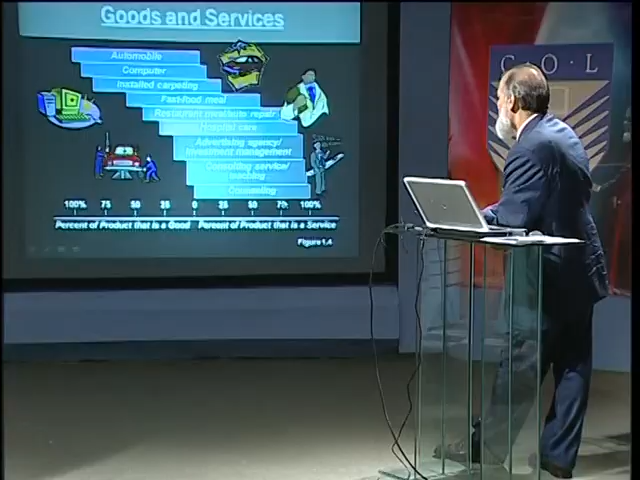 Goods and Services
Automobile
Computer
Installed carpeting
Fast-food meal
Restaurant meal/auto repair
Hospital care
Advertising agency/
investment management
Consulting service/
teaching
Counseling
100% 75 50 25 0 25 50 75 100%
Percent of Product that is a Good Percent of Product that is a Service
Figure 1.4
C.O.L